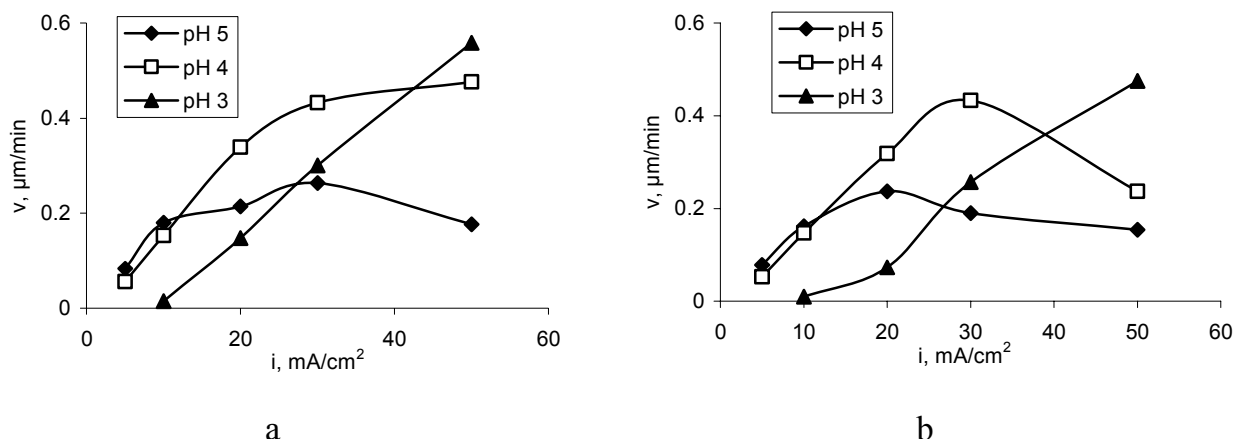 0.6
0.4
0.2
0
v, µm/min
pH 5
pH 4
pH 3
0 20 40 60
i, mA/cm²
a
0.6
0.4
0.2
0
v, µm/min
pH 5
pH 4
pH 3
0 10 20 30 40 50 60
i, mA/cm²
b